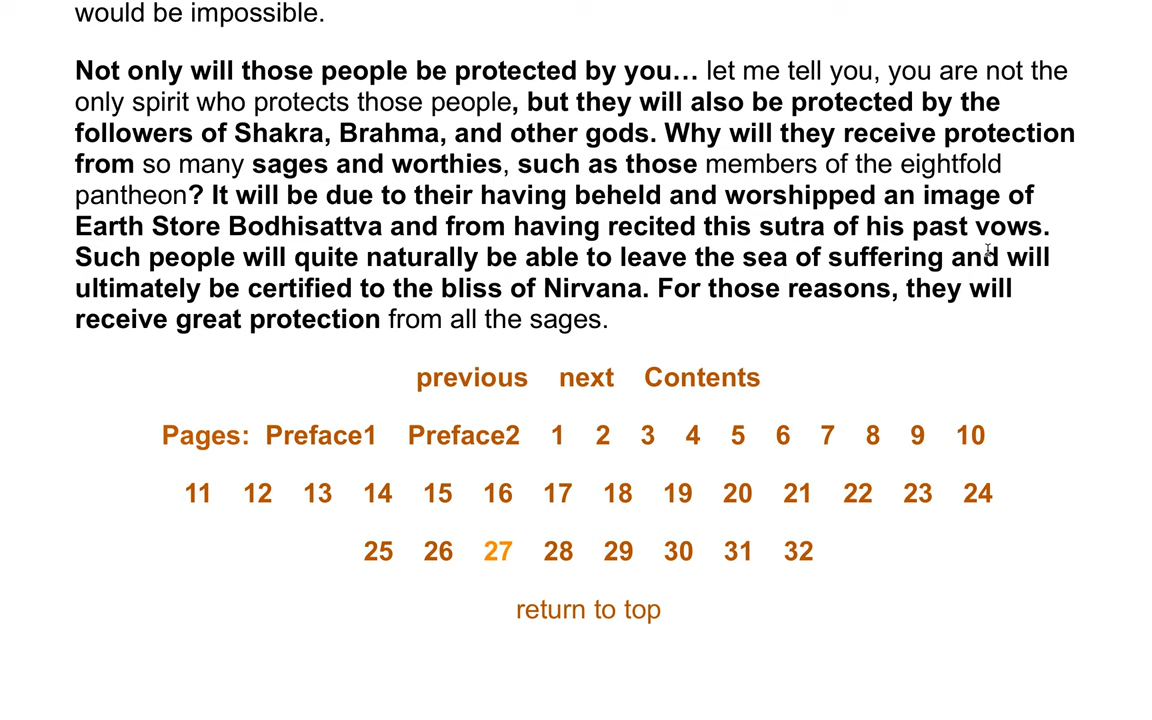 would be impossible.
Not only will those people be protected by you… let me tell you, you are not the
only spirit who protects those people, but they will also be protected by the
followers of Shakra, Brahma, and other gods. Why will they receive protection
from so many sages and worthies, such as those members of the eightfold
pantheon? It will be due to their having beheld and worshipped an image of
Earth Store Bodhisattva and from having recited this sutra of his past vows.
Such people will quite naturally be able to leave the sea of suffering and will
ultimately be certified to the bliss of Nirvana. For those reasons, they will
receive great protection from all the sages.
previous next Contents
Pages: Preface1 Preface2 1 2 3 4 5 6 7 8 9 10
11 12 13 14 15 16 17 18 19 20 21 22 23 24
25 26 27 28 29 30 31 32
return to top